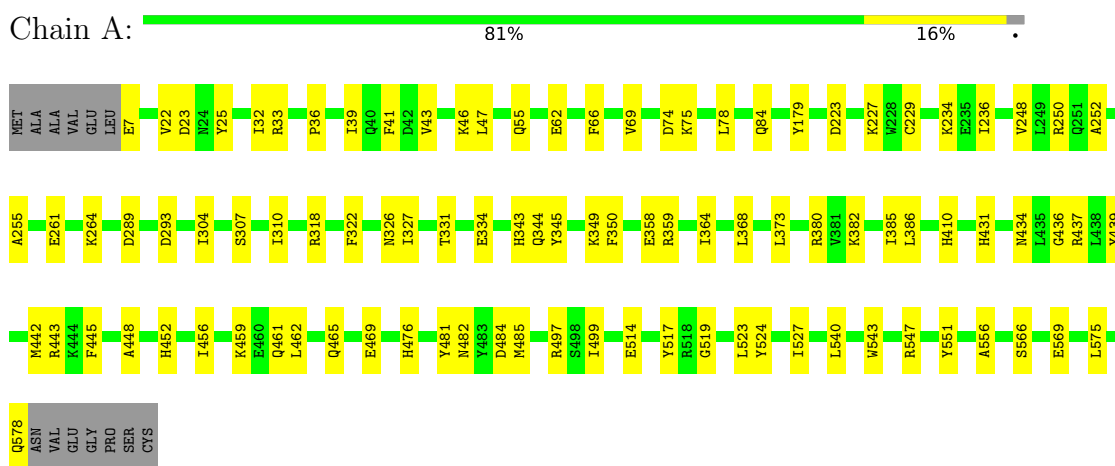 Chain A:
81% 16% •
MET ALA ALA VAL GLU LEU E7 V22 D23 N24 Y25 I32 R33 P36 I39 Q40 F41 D42 V43 K46 L47 Q55 E62 F66 V69 D74 K75 L78 Q84 Y179 D223 K227 W228 C229 K234 E235 I236 V248 L249 R250 Q251 A252
A255 E261 K264 D289 D293 I304 S307 I310 R318 F322 N326 I327 T331 E334 H343 Q344 Y345 K349 F350 E358 R359 I364 L368 L373 R380 V381 K382 I385 L386 H410 H431 N434 L435 G436 R437 L438 Y439
M442 R443 K444 F445 A448 H452 I456 K459 E460 Q461 L462 Q465 E469 H476 Y481 N482 Y483 D484 M485 R497 S498 I499 E514 Y517 R518 G519 L523 Y524 I527 L540 W543 R547 Y551 A556 S566 E569 L575
Q578 ASN VAL GLU GLY PRO SER CYS